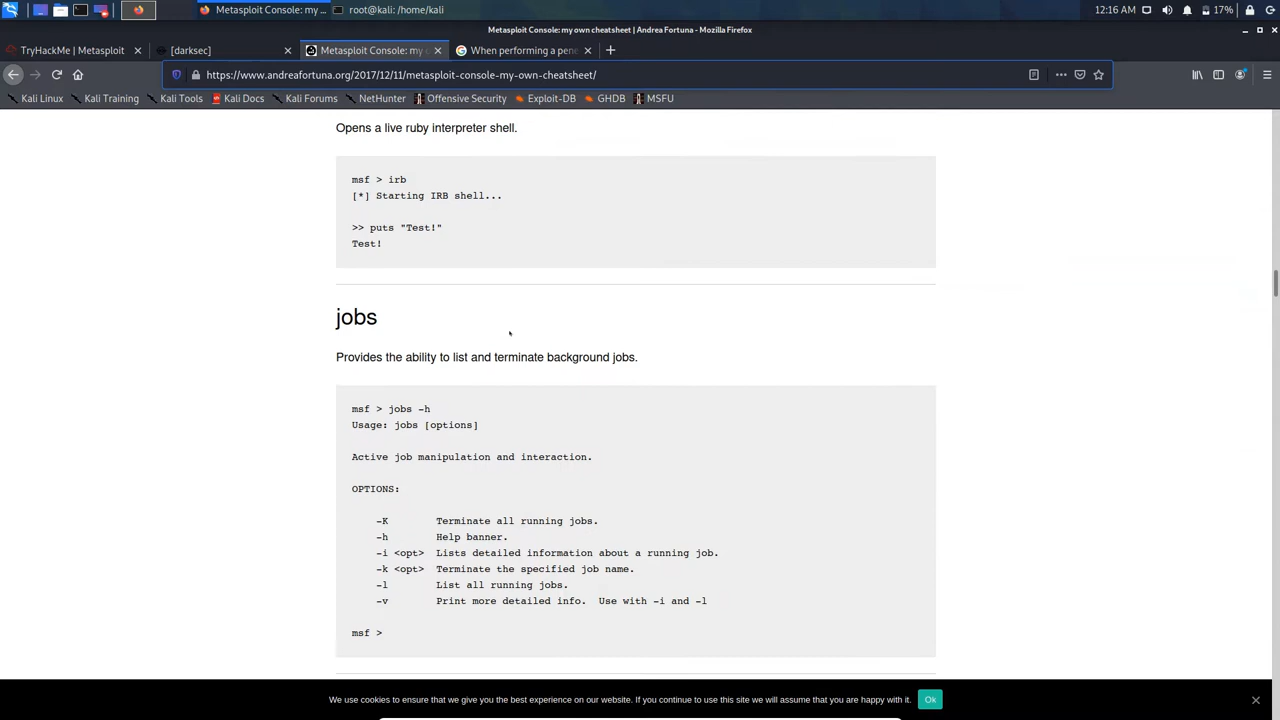 Metasploit Console: my ...
root@kali: /home/kali
12:16 AM
17%
Metasploit Console: my own cheatsheet | Andrea Fortuna - Mozilla Firefox
TryHackMe | Metasploit
[darksec]
Metasploit Console: my
When performing a pene
https://www.andreafortuna.org/2017/12/11/metasploit-console-my-own-cheatsheet/
Kali Linux
Kali Training
Kali Tools
Kali Docs
Kali Forums
NetHunter
Offensive Security
Exploit-DB
GHDB
MSFU
Opens a live ruby interpreter shell.
msf > irb
[*] Starting IRB shell...
>> puts "Test!"
Test!
jobs
Provides the ability to list and terminate background jobs.
msf > jobs -h
Usage: jobs [options]
Active job manipulation and interaction.
OPTIONS:
-K Terminate all running jobs.
-h Help banner.
-i <opt> Lists detailed information about a running job.
-k <opt> Terminate the specified job name.
-l List all running jobs.
-v Print more detailed info. Use with -i and -l
msf >
We use cookies to ensure that we give you the best experience on our website. If you continue to use this site we will assume that you are happy with it.
Ok